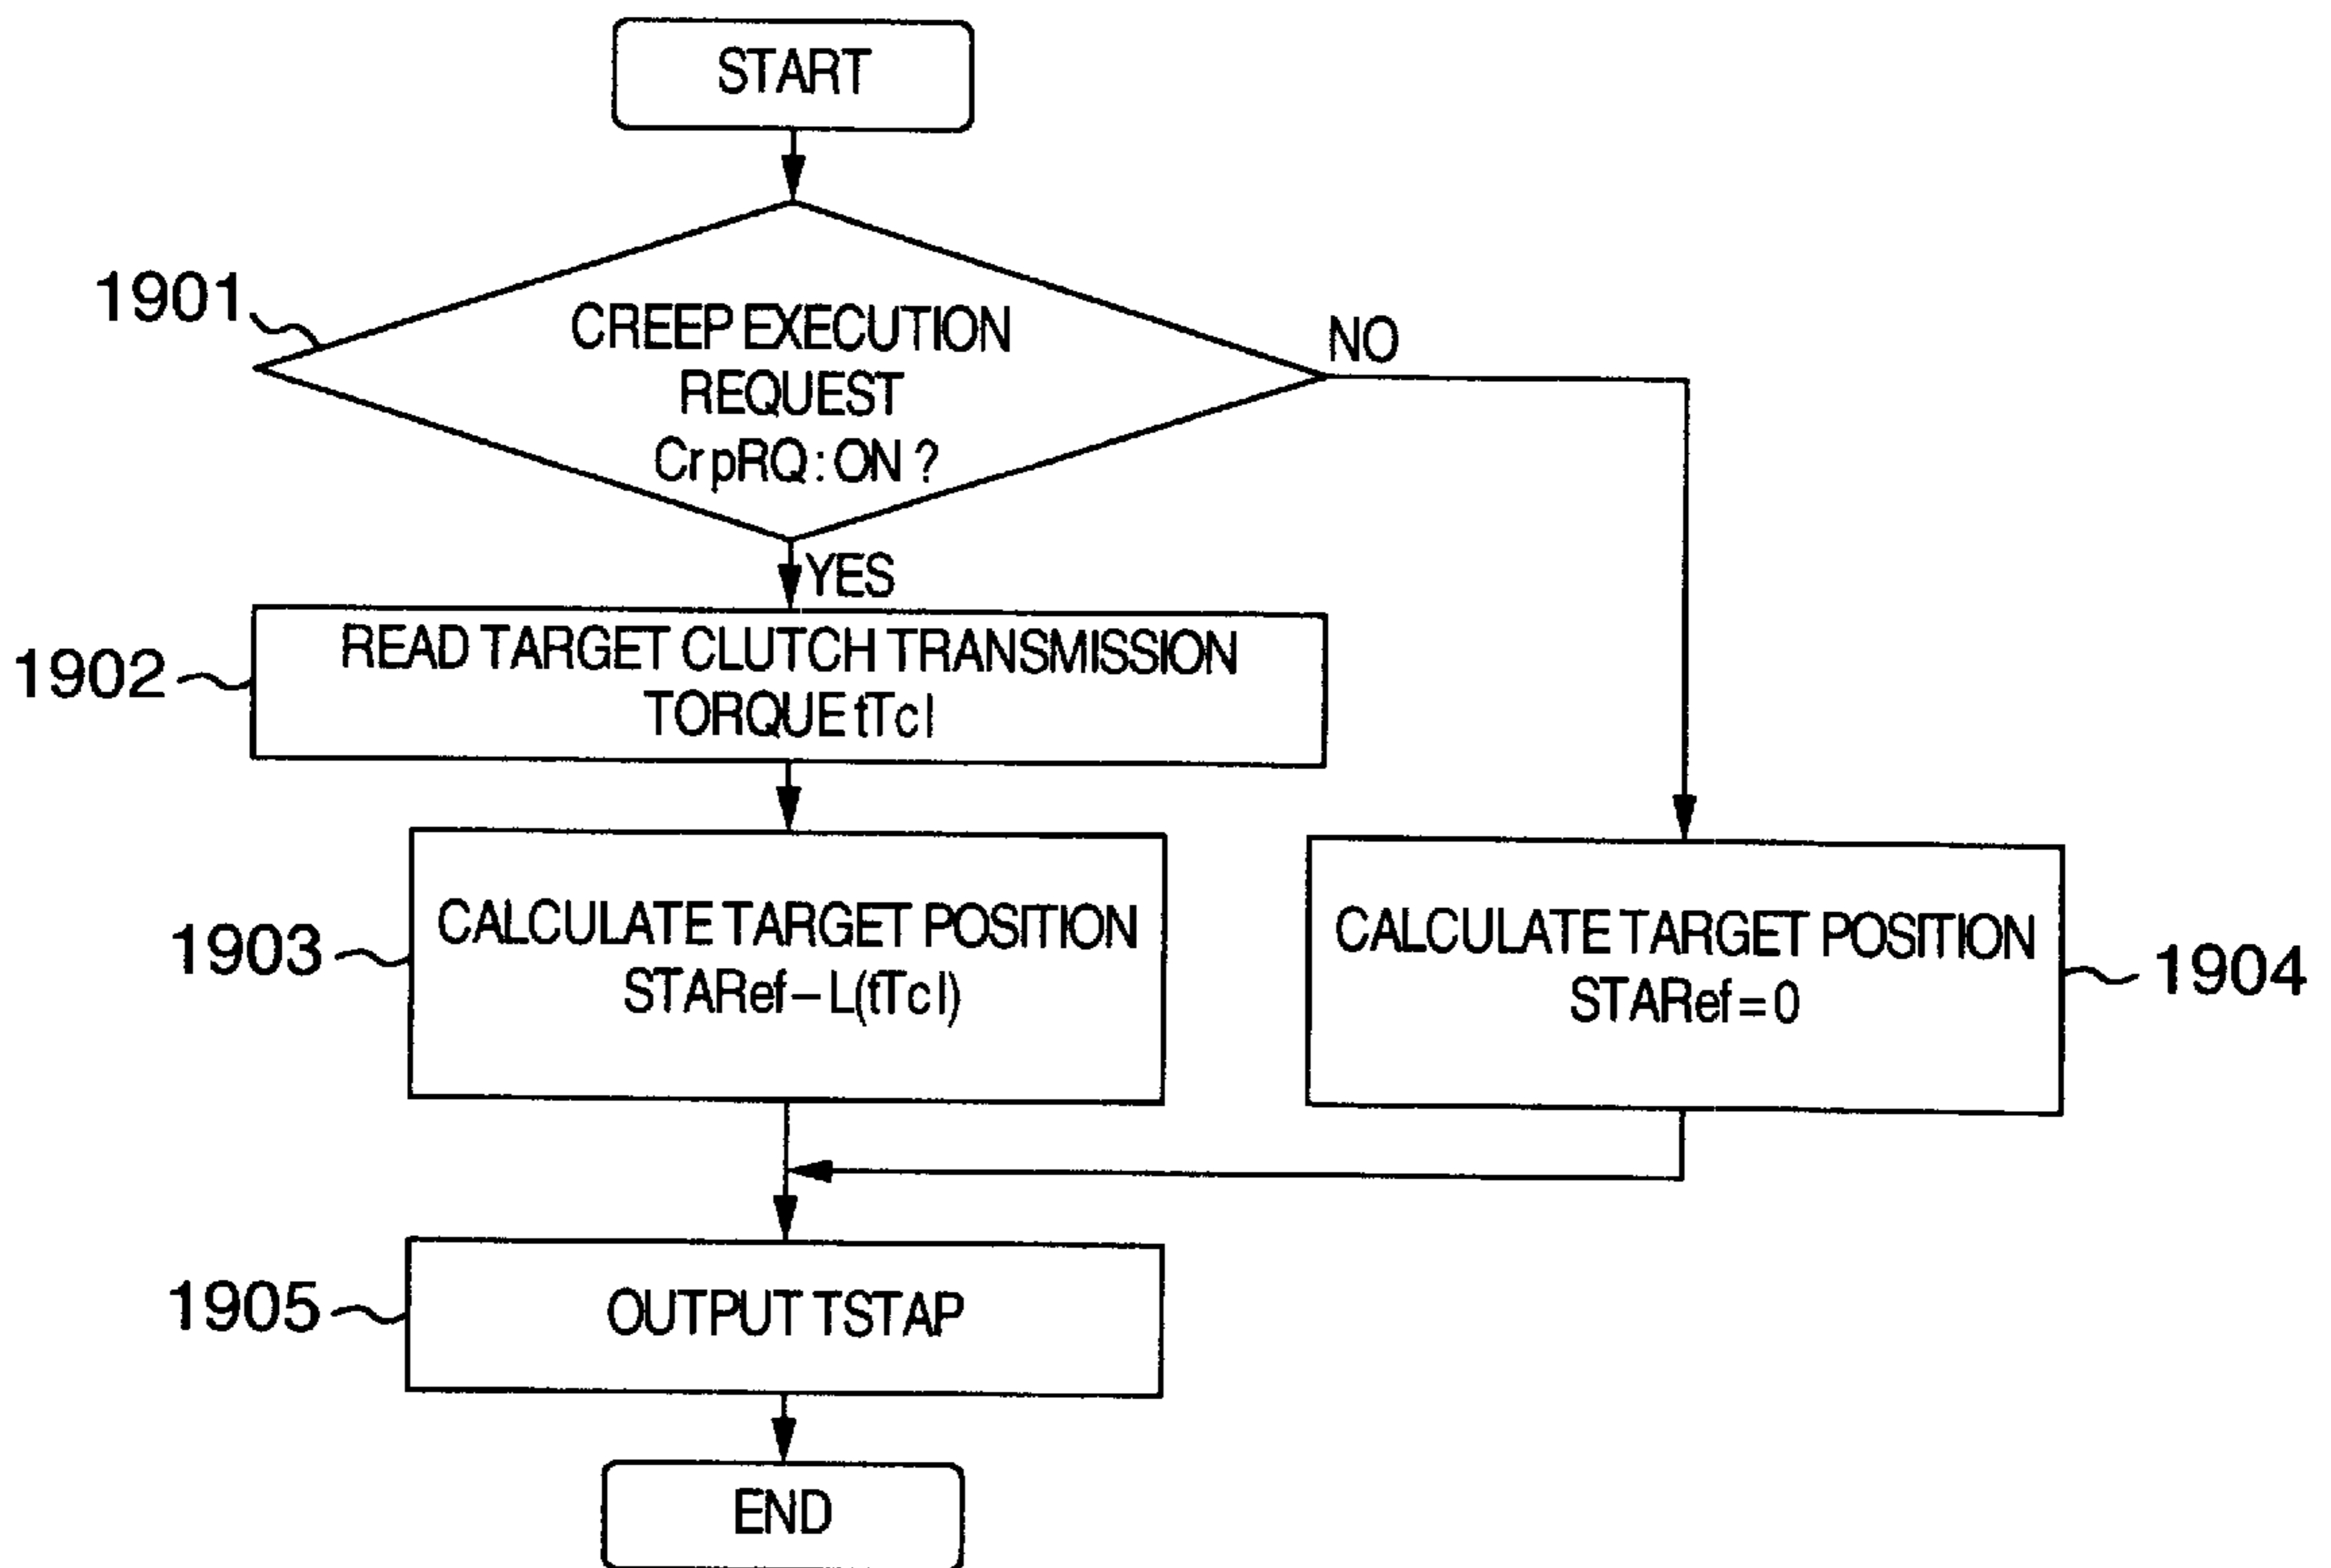 START
1901
CREEP EXECUTION
REQUEST
CrpRQ : ON ?
NO
YES
1902
READ TARGET CLUTCH TRANSMISSION
TORQUE tTcl
1903
CALCULATE TARGET POSITION
STARef – L(tTcl)
CALCULATE TARGET POSITION
STARef = 0
1904
1905
OUTPUT TSTAP
END